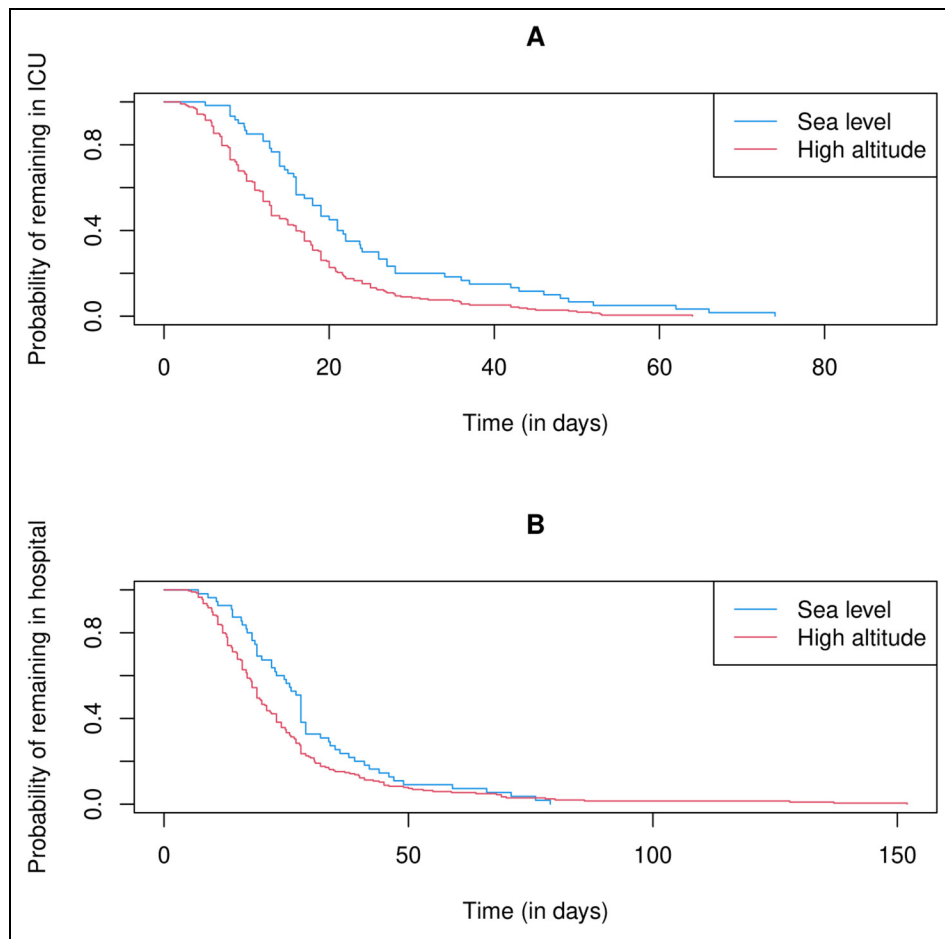 A
Probability of remaining in ICU
0.0 0.4 0.8
Sea level
High altitude
0 20 40 60 80
Time (in days)
B
Probability of remaining in hospital
0.0 0.4 0.8
Sea level
High altitude
0 50 100 150
Time (in days)